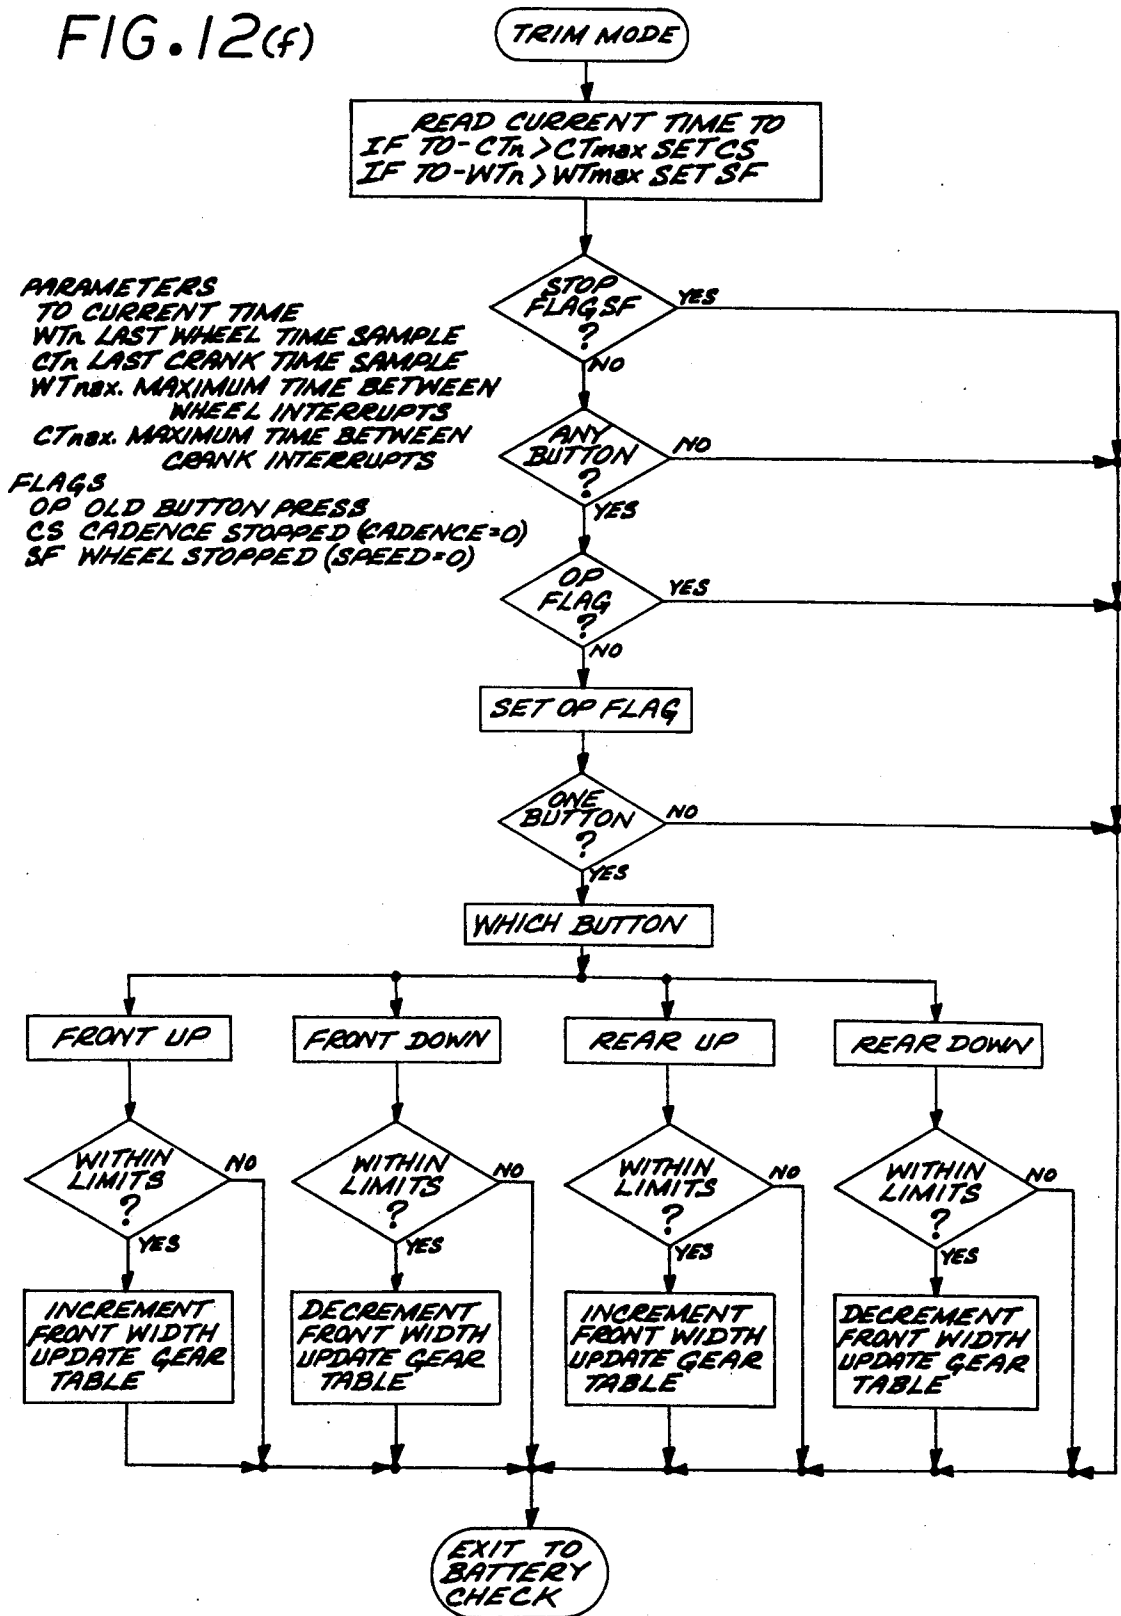 FIG.12(f)
TRIM MODE
READ CURRENT TIME TO
IF TO-CTn>CTmax SET CS
IF TO-WTn>WTmax SET SF
STOP
FLAG SF
?
YES
NO
PARAMETERS
TO CURRENT TIME
WTn LAST WHEEL TIME SAMPLE
CTn LAST CRANK TIME SAMPLE
WTmax. MAXIMUM TIME BETWEEN
WHEEL INTERRUPTS
CTmax. MAXIMUM TIME BETWEEN
CRANK INTERRUPTS
FLAGS
OP OLD BUTTON PRESS
CS CADENCE STOPPED (CADENCE=0)
SF WHEEL STOPPED (SPEED=0)
ANY
BUTTON
?
NO
YES
OP
FLAG
?
YES
NO
SET OP FLAG
ONE
BUTTON
?
NO
YES
WHICH BUTTON
FRONT UP
FRONT DOWN
REAR UP
REAR DOWN
WITHIN
LIMITS
?
NO
YES
WITHIN
LIMITS
?
NO
YES
WITHIN
LIMITS
?
NO
YES
WITHIN
LIMITS
?
NO
YES
INCREMENT
FRONT WIDTH
UPDATE GEAR
TABLE
DECREMENT
FRONT WIDTH
UPDATE GEAR
TABLE
INCREMENT
FRONT WIDTH
UPDATE GEAR
TABLE
DECREMENT
FRONT WIDTH
UPDATE GEAR
TABLE
EXIT TO
BATTERY
CHECK